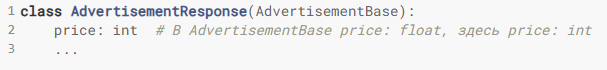 1 class AdvertisementResponse(AdvertisementBase):
2     price: int  # В AdvertisementBase price: float, здесь price: int
3     ...